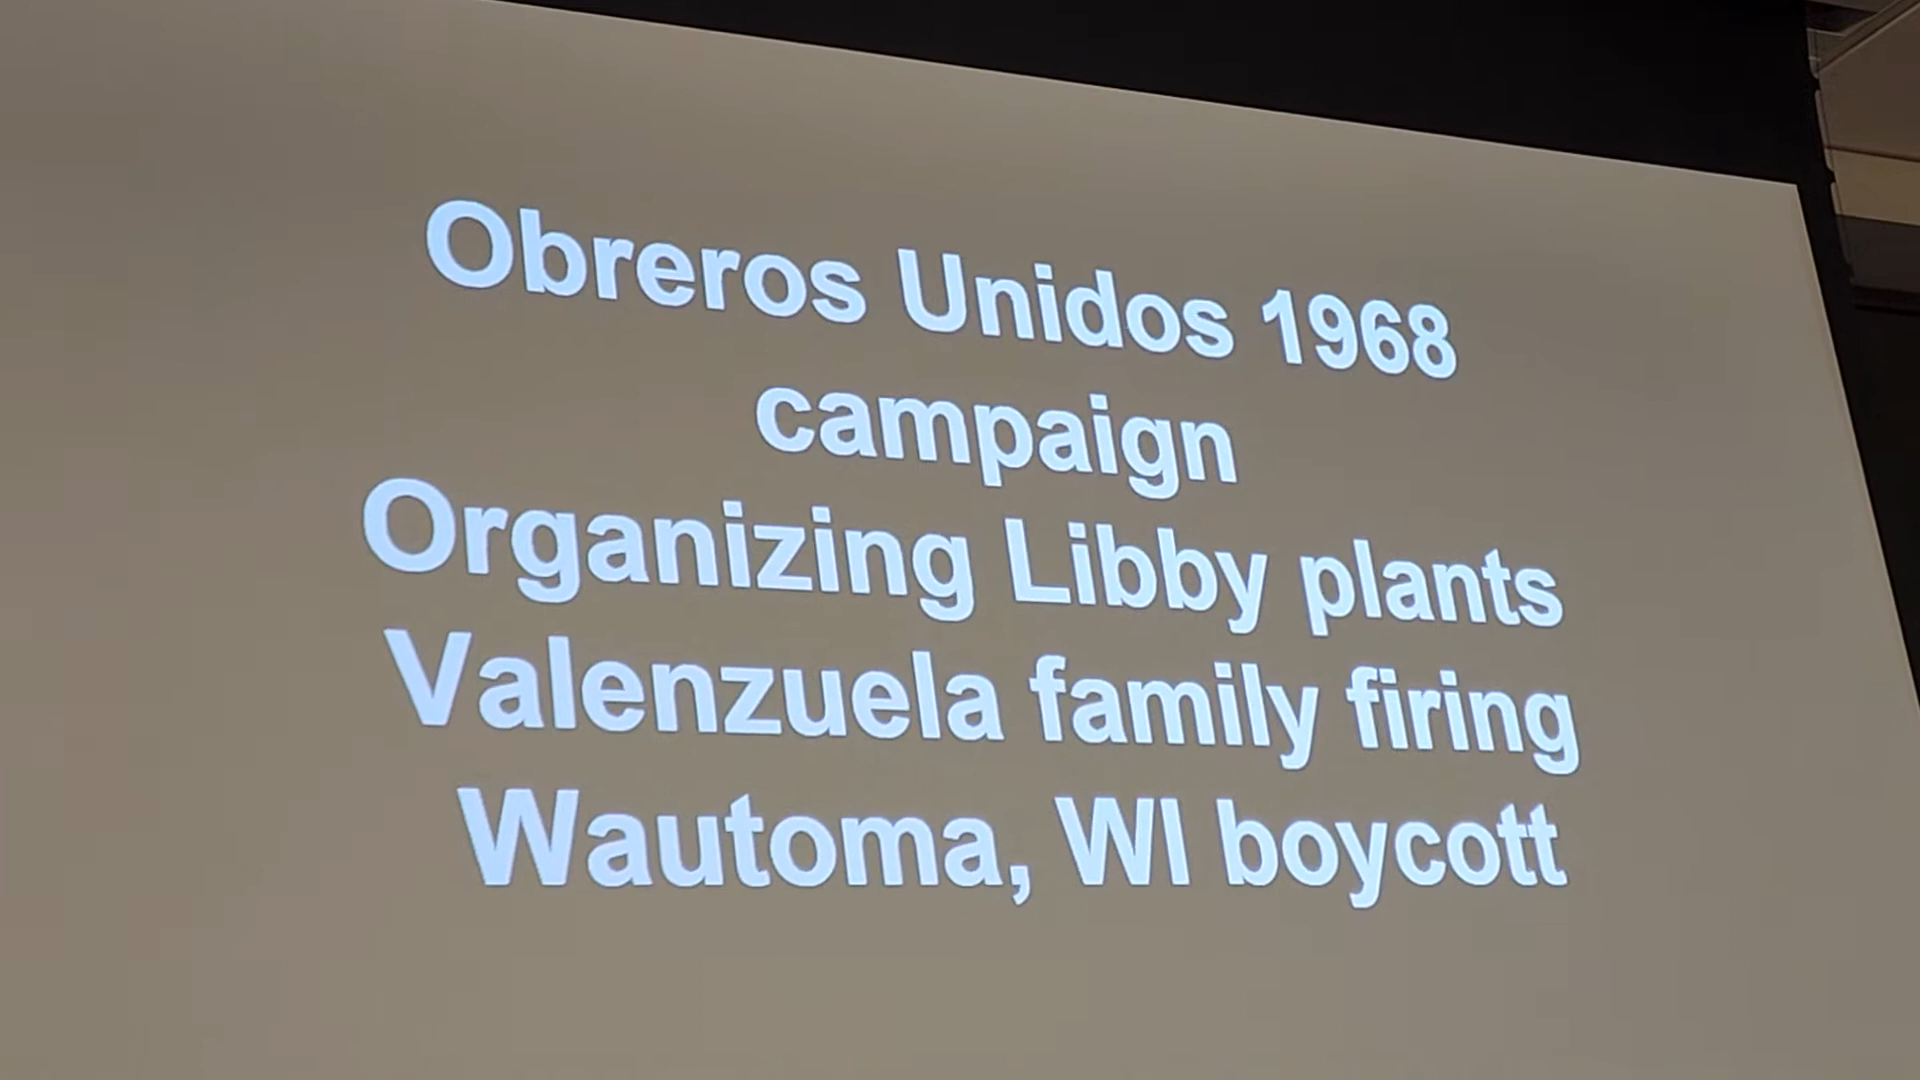 Obreros Unidos 1968
campaign
Organizing Libby plants
Valenzuela family firing
Wautoma, WI boycott